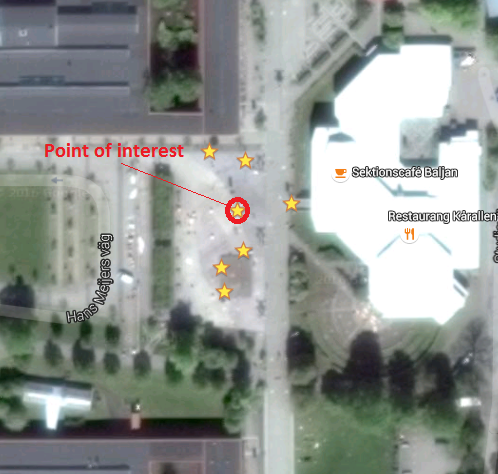 Point of interest
Sektionscafé Baljan
Restaurang Kårallen
Hans Meijers väg